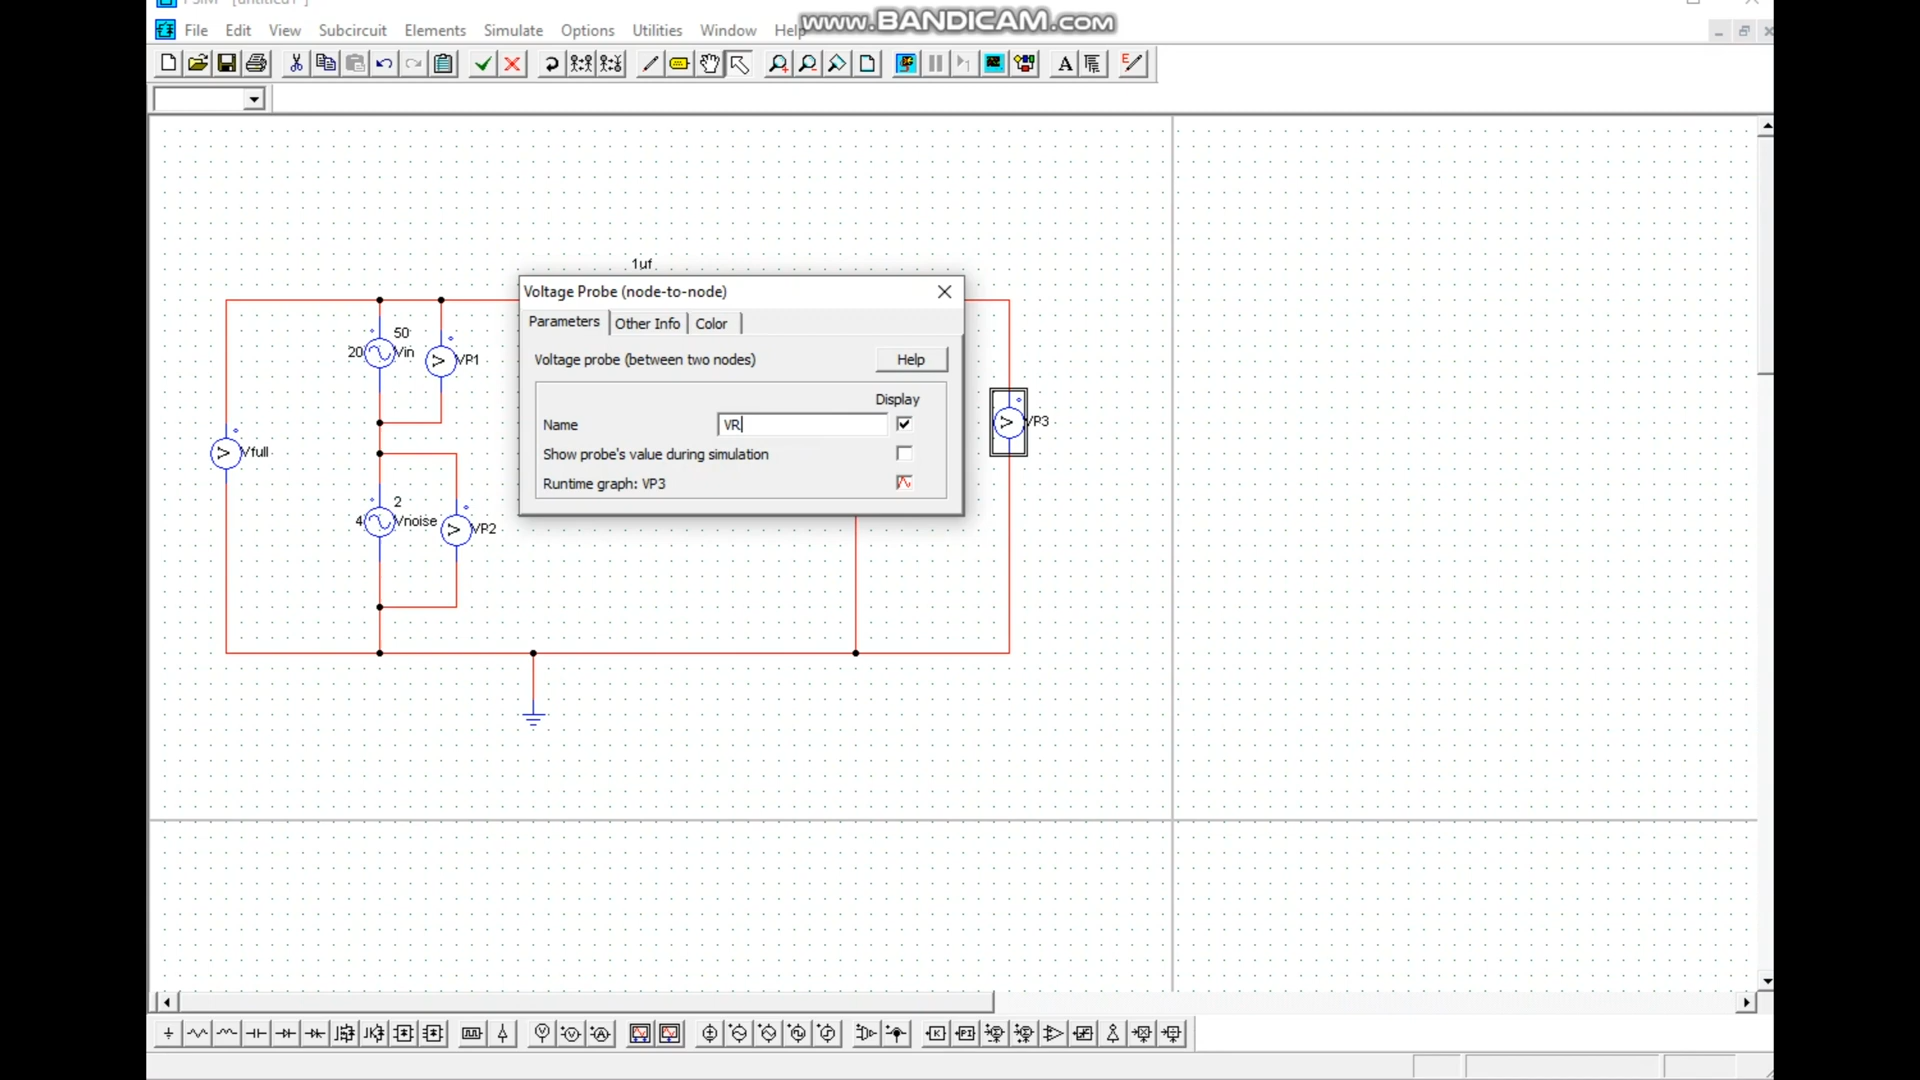 PSIM - [untitled1 *]
www.BANDICAM.com
File Edit View Subcircuit Elements Simulate Options Utilities Window Help
1uf
Voltage Probe (node-to-node)
Parameters Other Info Color
Voltage probe (between two nodes) Help
Display
Name VR
Show probe's value during simulation
Runtime graph: VP3
50
20 Vin VP1
VP3
Vfull
2
4 Vnoise VP2